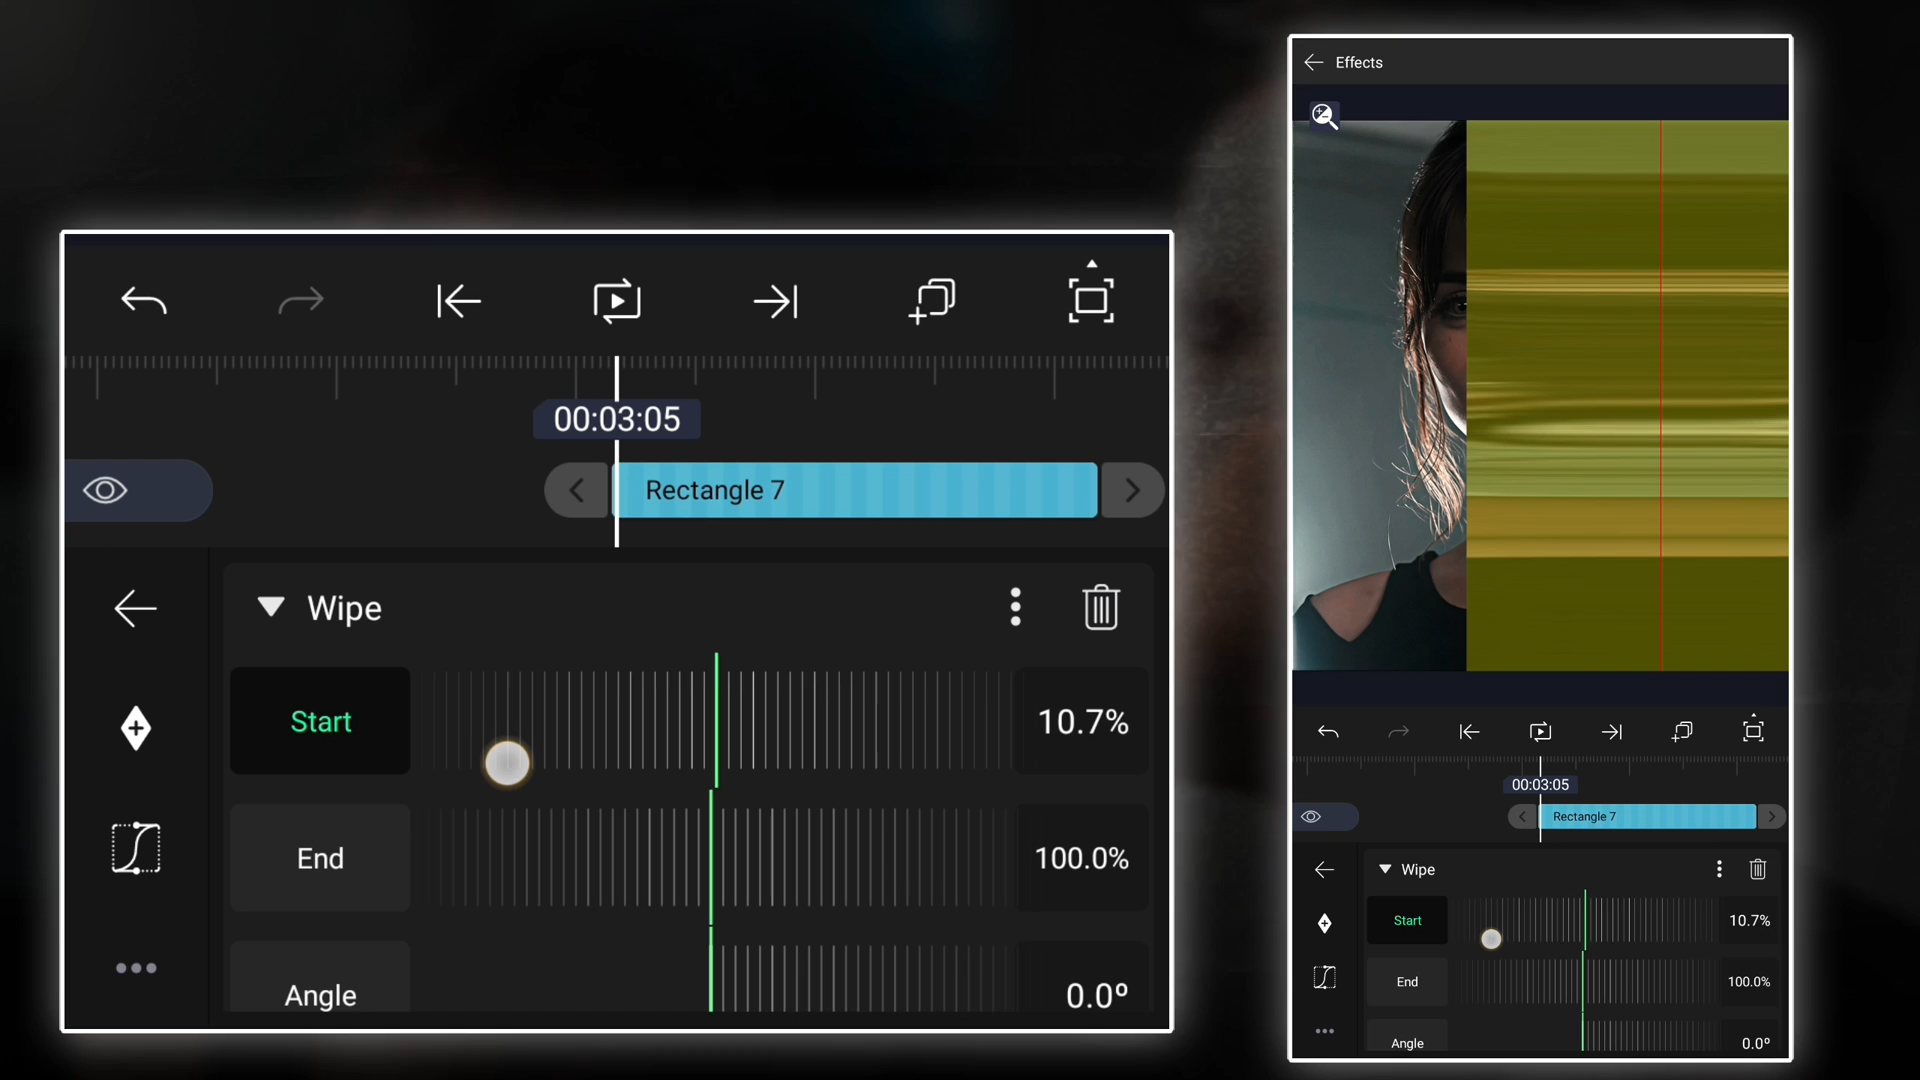 00:03:05
Rectangle 7
Wipe
Start 10.7%
End 100.0%
Angle 0.0º
Effects
00:03:05
Rectangle 7
Wipe
Start 10.7%
End 100.0%
Angle 0.0º